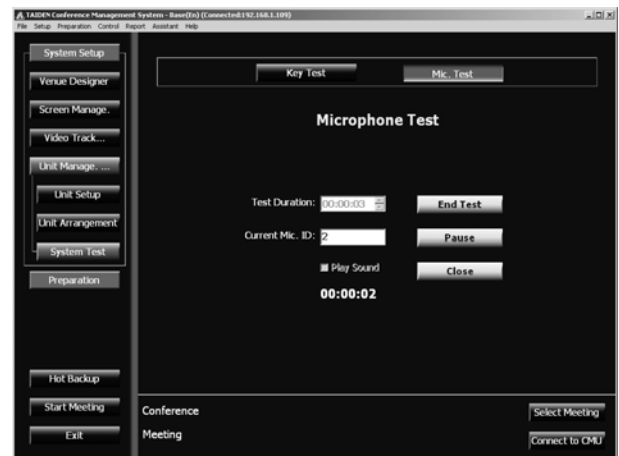 TAIDEN Conference Management System - Base(En) (Connected:192.168.1.109)
File Setup Preparation Control Report Assistant Help
System Setup
Venue Designer
Screen Manage.
Video Track...
Unit Manage. ...
Unit Setup
Unit Arrangement
System Test
Preparation
Hot Backup
Start Meeting
Exit
Key Test
Mic. Test
Microphone Test
Test Duration: 00:00:03
End Test
Current Mic. ID: 2
Pause
Play Sound
Close
00:00:02
Conference
Select Meeting
Meeting
Connect to CMU